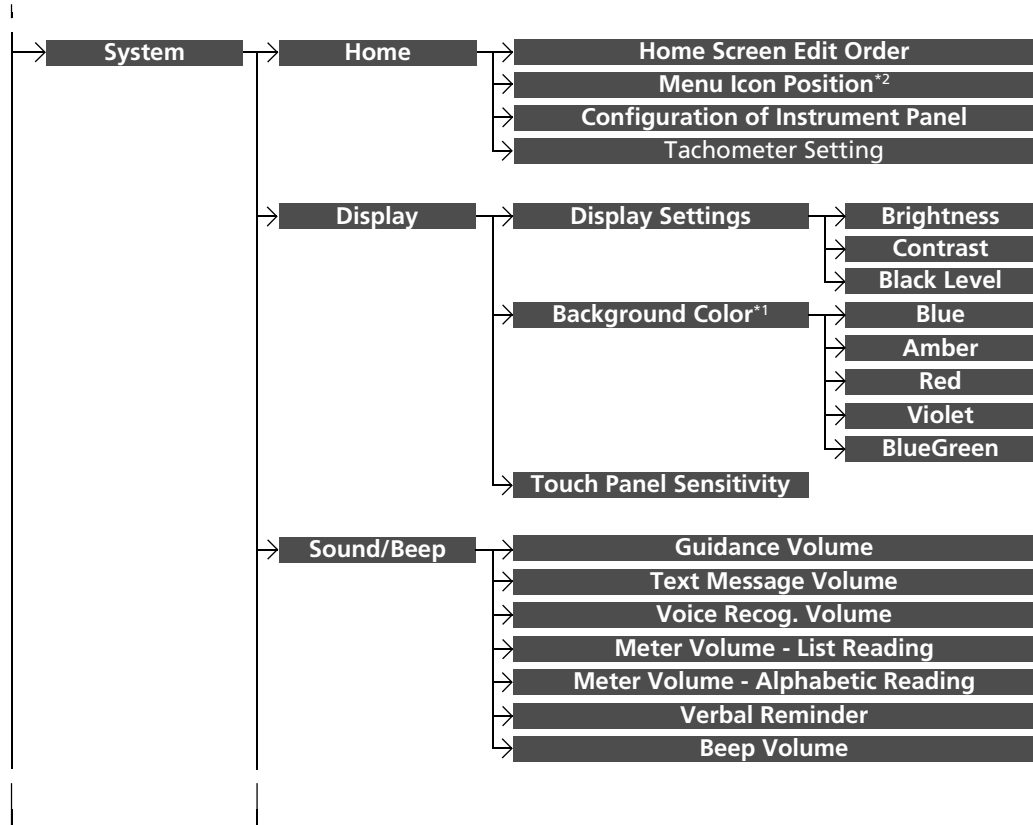 System
Home
Home Screen Edit Order
Menu Icon Position*2
Configuration of Instrument Panel
Tachometer Setting
Display
Display Settings
Brightness
Contrast
Black Level
Background Color*1
Blue
Amber
Red
Violet
BlueGreen
Touch Panel Sensitivity
Sound/Beep
Guidance Volume
Text Message Volume
Voice Recog. Volume
Meter Volume - List Reading
Meter Volume - Alphabetic Reading
Verbal Reminder
Beep Volume